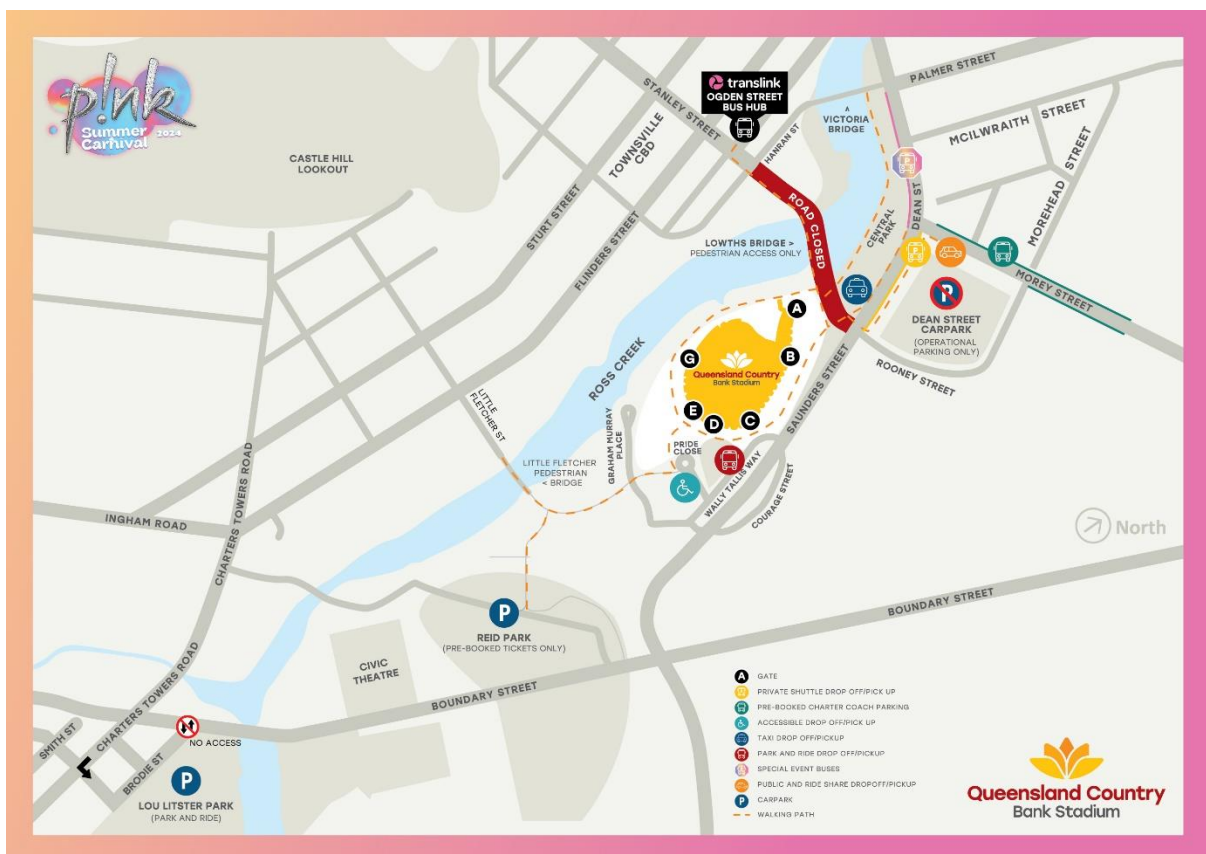 P!nk
Summer
Carnival 2024
CASTLE HILL
LOOKOUT
STANLEY STREET
translink
OGDEN STREET
BUS HUB
TOWNSVILLE
CBD
HANRAN ST
^
VICTORIA
BRIDGE
PALMER STREET
MCILWRAITH STREET
MOREHEAD STREET
DEAN ST
P
STURT STREET
FLINDERS STREET
ROAD CLOSED
CENTRAL
PARK
LOWTHS BRIDGE >
PEDESTRIAN ACCESS ONLY
P
MOREY STREET
P
DEAN STREET
CARPARK
(OPERATIONAL
PARKING ONLY)
ROONEY STREET
SAUNDERS STREET
A
B
G
Queensland Country
Bank Stadium
E
D
C
ROSS CREEK
LITTLE
FLETCHER ST
GRAHAM MURRAY
PLACE
PRIDE
CLOSE
WALLY TALLIS WAY
COURAGE STREET
LITTLE FLETCHER
PEDESTRIAN
< BRIDGE
INGHAM ROAD
CHARTERS TOWERS ROAD
North
BOUNDARY STREET
P
REID PARK
(PRE-BOOKED TICKETS ONLY)
CIVIC
THEATRE
BOUNDARY STREET
CHARTERS TOWERS ROAD
SMITH ST
NO ACCESS
BRODIE ST
P
LOU LITSTER PARK
(PARK AND RIDE)
A GATE
PRIVATE SHUTTLE DROP OFF/PICK UP
PRE-BOOKED CHARTER COACH PARKING
ACCESSIBLE DROP OFF/PICK UP
TAXI DROP OFF/PICKUP
PARK AND RIDE DROP OFF/PICKUP
SPECIAL EVENT BUSES
PUBLIC AND RIDE SHARE DROPOFF/PICKUP
P CARPARK
WALKING PATH
Queensland Country
Bank Stadium